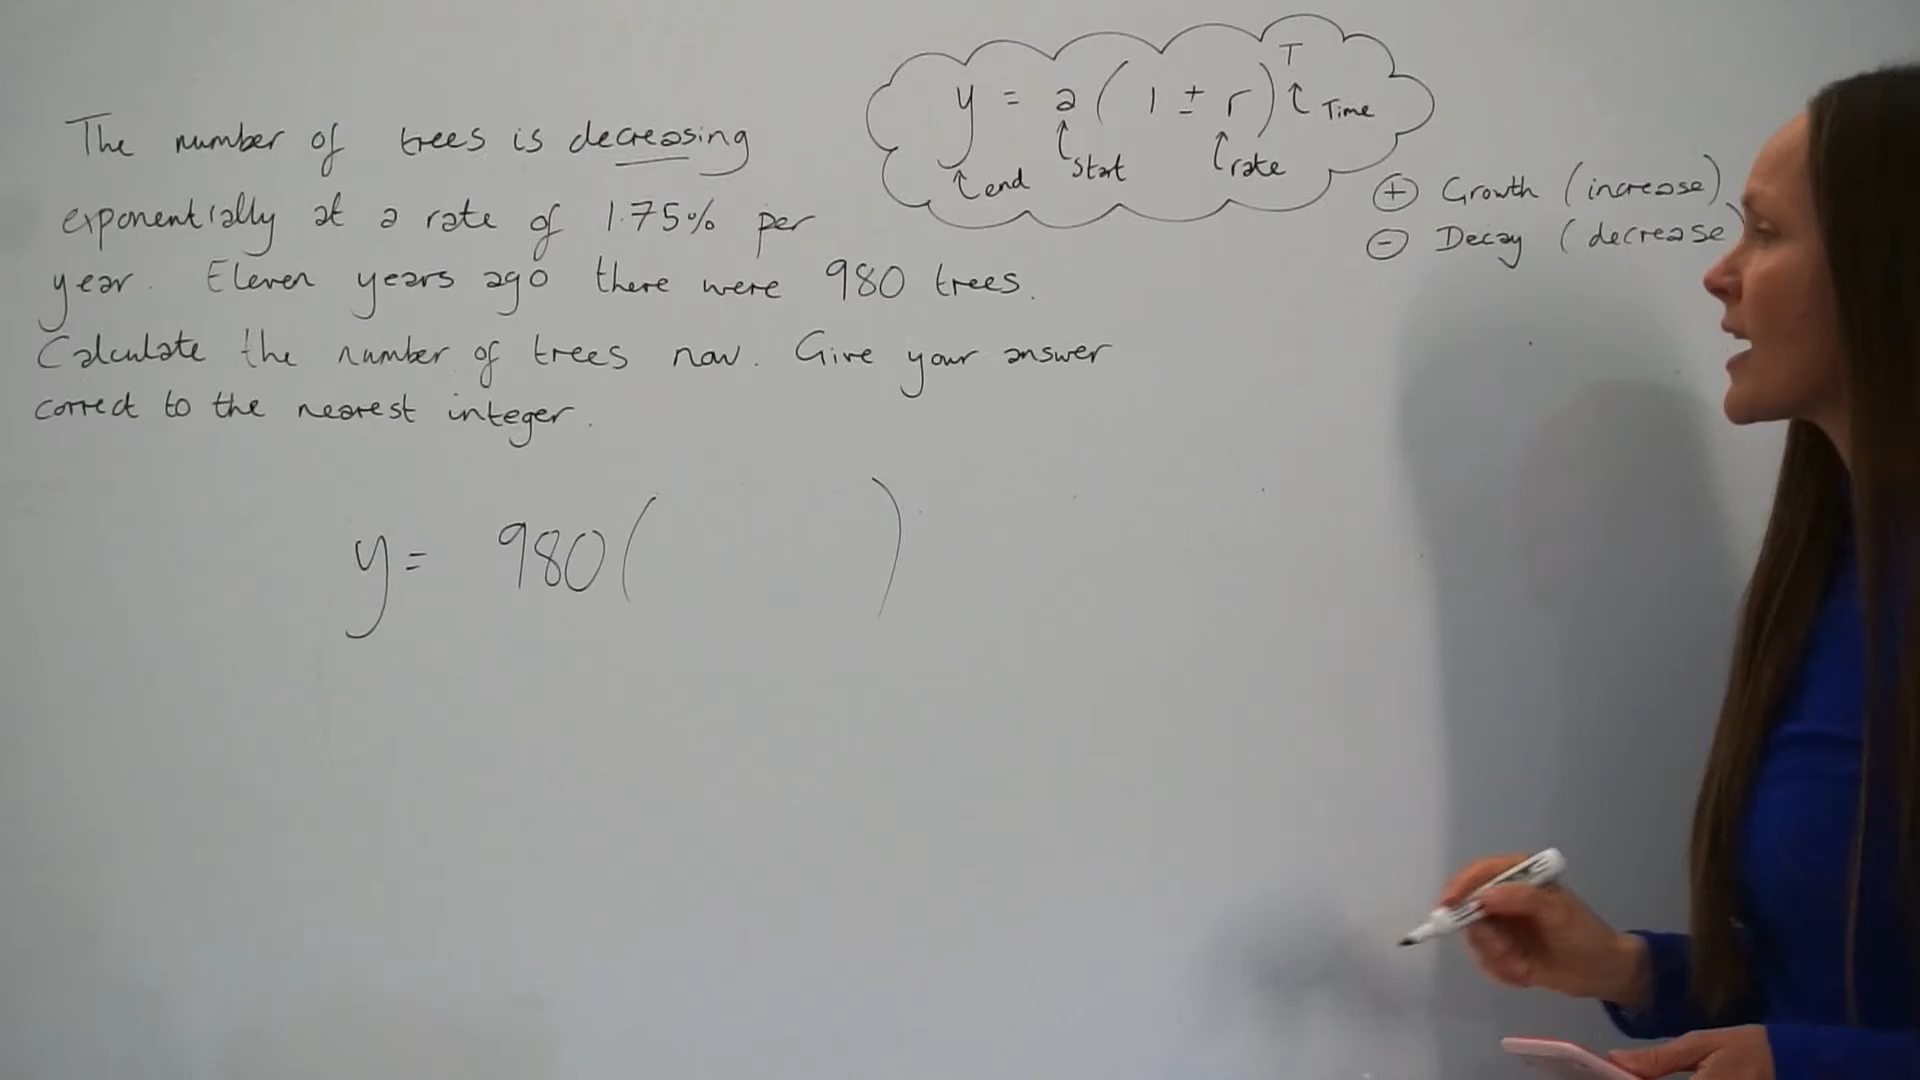 The number of trees is decreasing
exponentially at a rate of 1.75% per
year. Eleven years ago there were 980 trees.
Calculate the number of trees now. Give your answer
correct to the nearest integer.
y = a ( 1 ± r ) T
end
start
rate
Time
+ Growth (increase)
- Decay (decrease)
y = 980 ( )